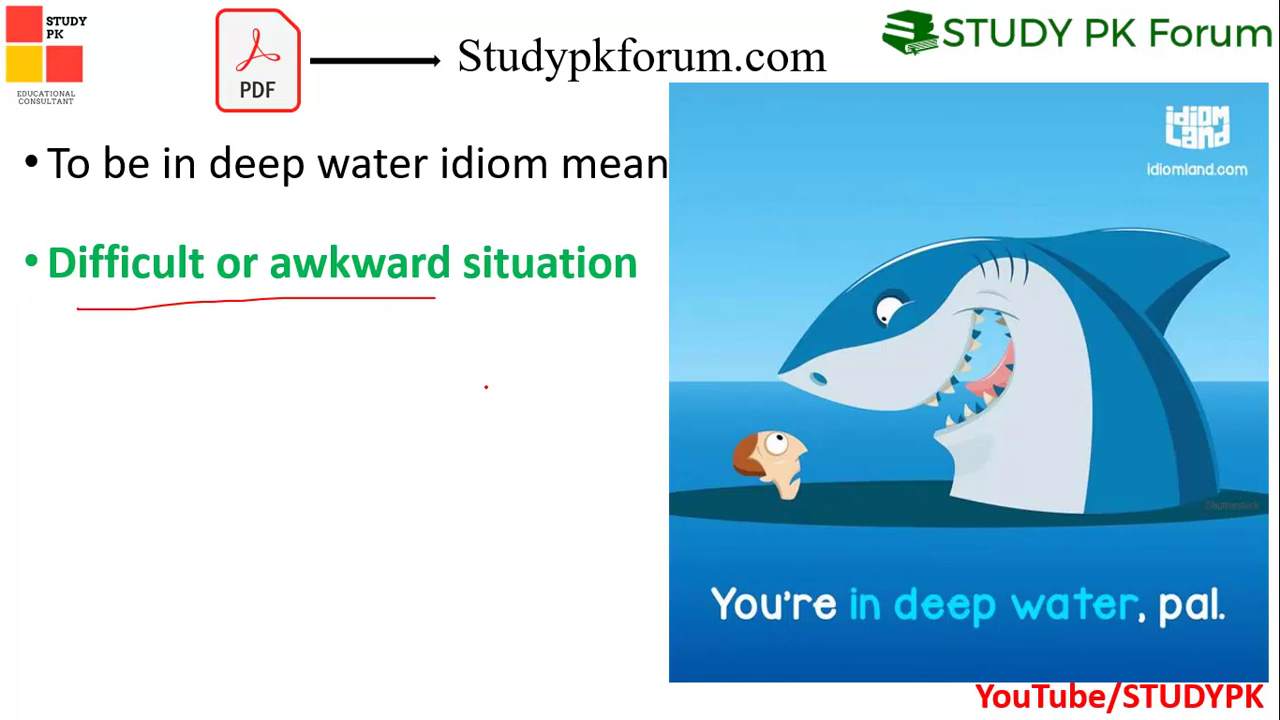 STUDY
PK
EDUCATIONAL
CONSULTANT
PDF
Studypkforum.com
STUDY PK Forum
•To be in deep water idiom mean
•Difficult or awkward situation
idiom
Land
idiomland.com
You're in deep water, pal.
YouTube/STUDYPK